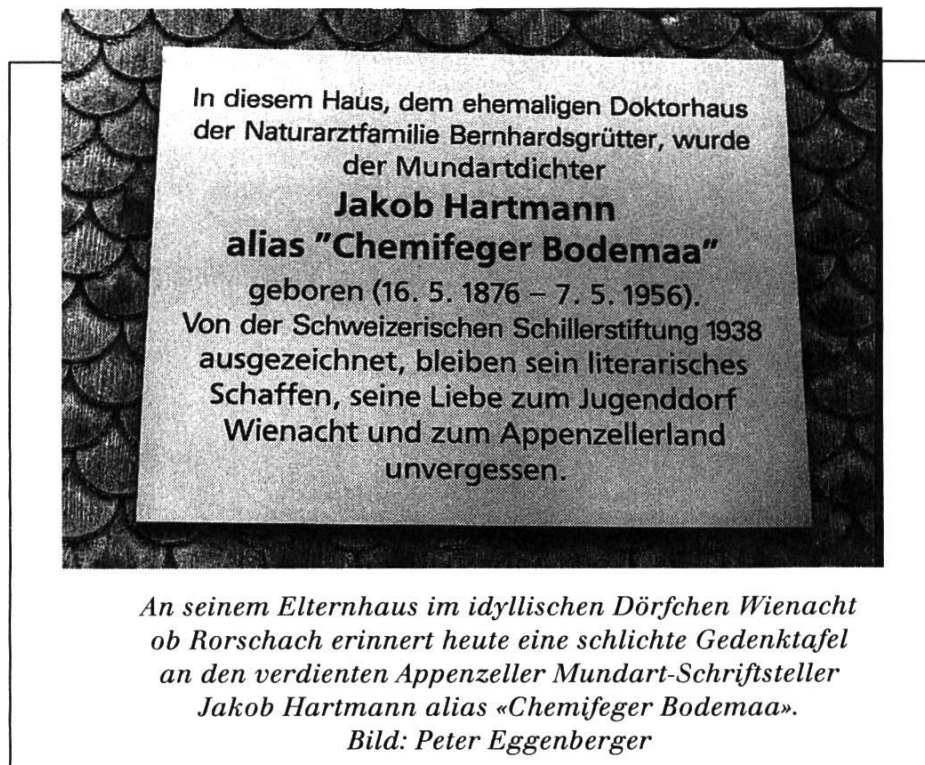 In diesem Haus, dem ehemaligen Doktorhaus
der Naturarztfamilie Bernhardsgrütter, wurde
der Mundartdichter
Jakob Hartmann
alias "Chemifeger Bodemaa"
geboren (16. 5. 1876 – 7. 5. 1956).
Von der Schweizerischen Schillerstiftung 1938
ausgezeichnet, bleiben sein literarisches
Schaffen, seine Liebe zum Jugenddorf
Wienacht und zum Appenzellerland
unvergessen.
An seinem Elternhaus im idyllischen Dörfchen Wienacht
ob Rorschach erinnert heute eine schlichte Gedenktafel
an den verdienten Appenzeller Mundart-Schriftsteller
Jakob Hartmann alias «Chemifeger Bodemaa».
Bild: Peter Eggenberger